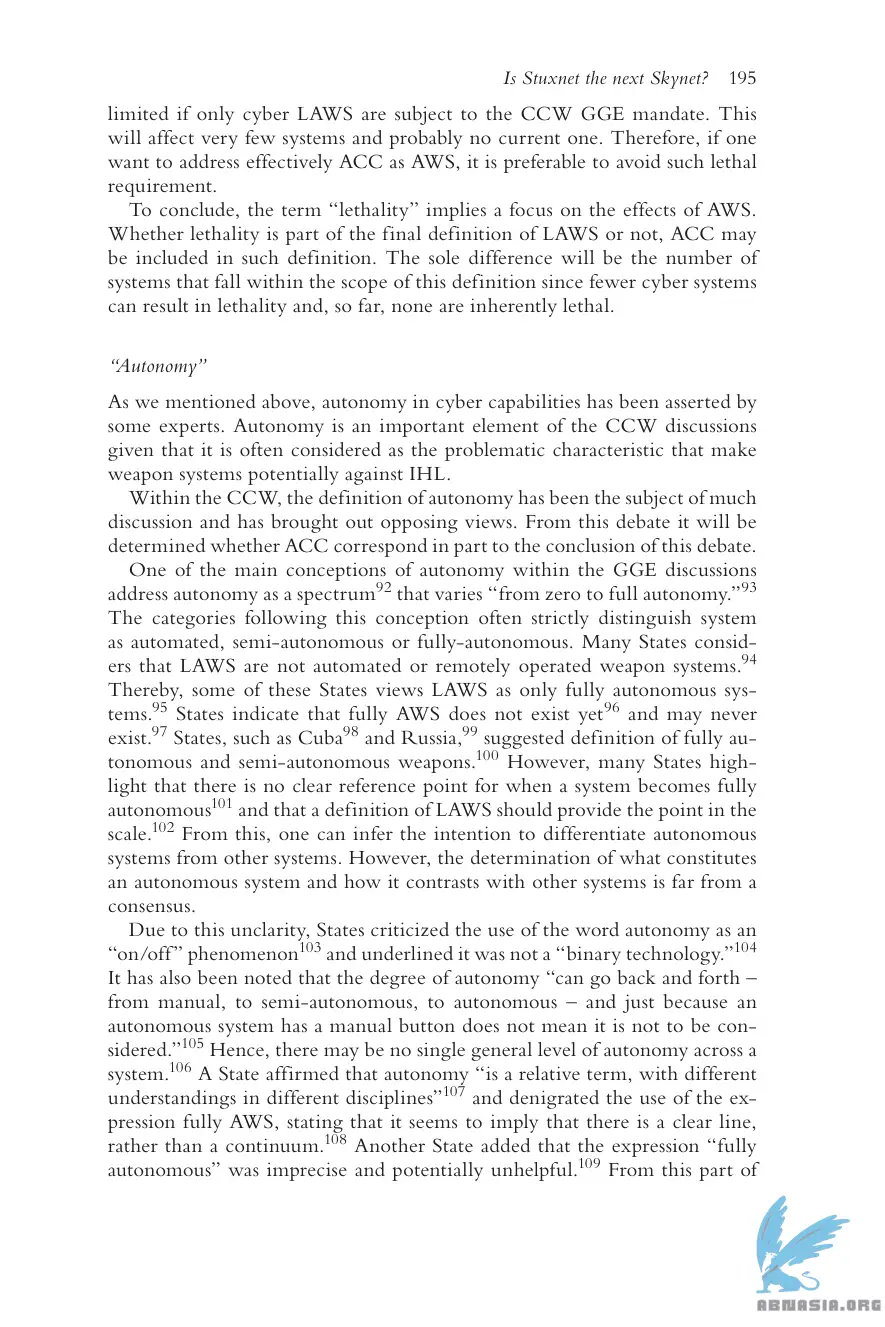 Is Stuxnet the next Skynet? 195
limited if only cyber LAWS are subject to the CCW GGE mandate. This
will affect very few systems and probably no current one. Therefore, if one
want to address effectively ACC as AWS, it is preferable to avoid such lethal
requirement.
To conclude, the term “lethality” implies a focus on the effects of AWS.
Whether lethality is part of the final definition of LAWS or not, ACC may
be included in such definition. The sole difference will be the number of
systems that fall within the scope of this definition since fewer cyber systems
can result in lethality and, so far, none are inherently lethal.
“Autonomy”
As we mentioned above, autonomy in cyber capabilities has been asserted by
some experts. Autonomy is an important element of the CCW discussions
given that it is often considered as the problematic characteristic that make
weapon systems potentially against IHL.
Within the CCW, the definition of autonomy has been the subject of much
discussion and has brought out opposing views. From this debate it will be
determined whether ACC correspond in part to the conclusion of this debate.
One of the main conceptions of autonomy within the GGE discussions
address autonomy as a spectrum92 that varies “from zero to full autonomy.”93
The categories following this conception often strictly distinguish system
as automated, semi-autonomous or fully-autonomous. Many States consid-
ers that LAWS are not automated or remotely operated weapon systems.94
Thereby, some of these States views LAWS as only fully autonomous sys-
tems.95 States indicate that fully AWS does not exist yet96 and may never
exist.97 States, such as Cuba98 and Russia,99 suggested definition of fully au-
tonomous and semi-autonomous weapons.100 However, many States high-
light that there is no clear reference point for when a system becomes fully
autonomous101 and that a definition of LAWS should provide the point in the
scale.102 From this, one can infer the intention to differentiate autonomous
systems from other systems. However, the determination of what constitutes
an autonomous system and how it contrasts with other systems is far from a
consensus.
Due to this unclarity, States criticized the use of the word autonomy as an
“on/off” phenomenon103 and underlined it was not a “binary technology.”104
It has also been noted that the degree of autonomy “can go back and forth –
from manual, to semi-autonomous, to autonomous – and just because an
autonomous system has a manual button does not mean it is not to be con-
sidered.”105 Hence, there may be no single general level of autonomy across a
system.106 A State affirmed that autonomy “is a relative term, with different
understandings in different disciplines”107 and denigrated the use of the ex-
pression fully AWS, stating that it seems to imply that there is a clear line,
rather than a continuum.108 Another State added that the expression “fully
autonomous” was imprecise and potentially unhelpful.109 From this part of
ABNASIA.ORG